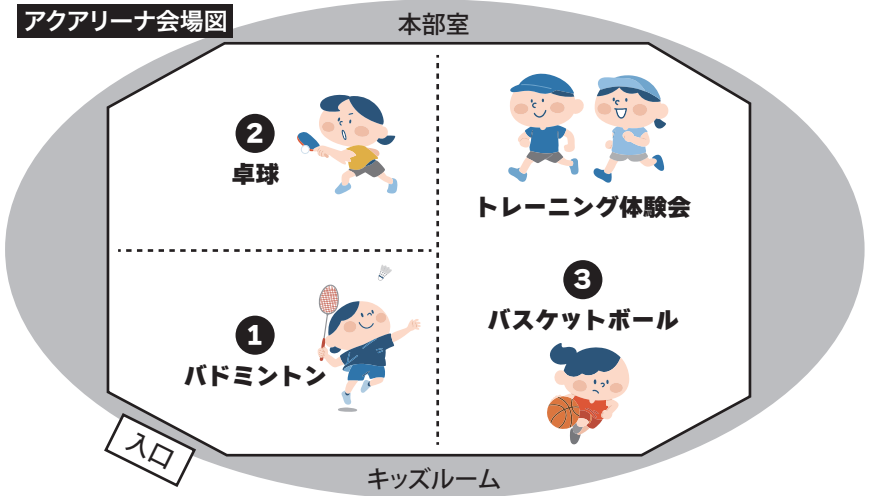 アクアリーナ会場図
本部室
2
卓球
トレーニング体験会
3
バスケットボール
1
バドミントン
入口
キッズルーム